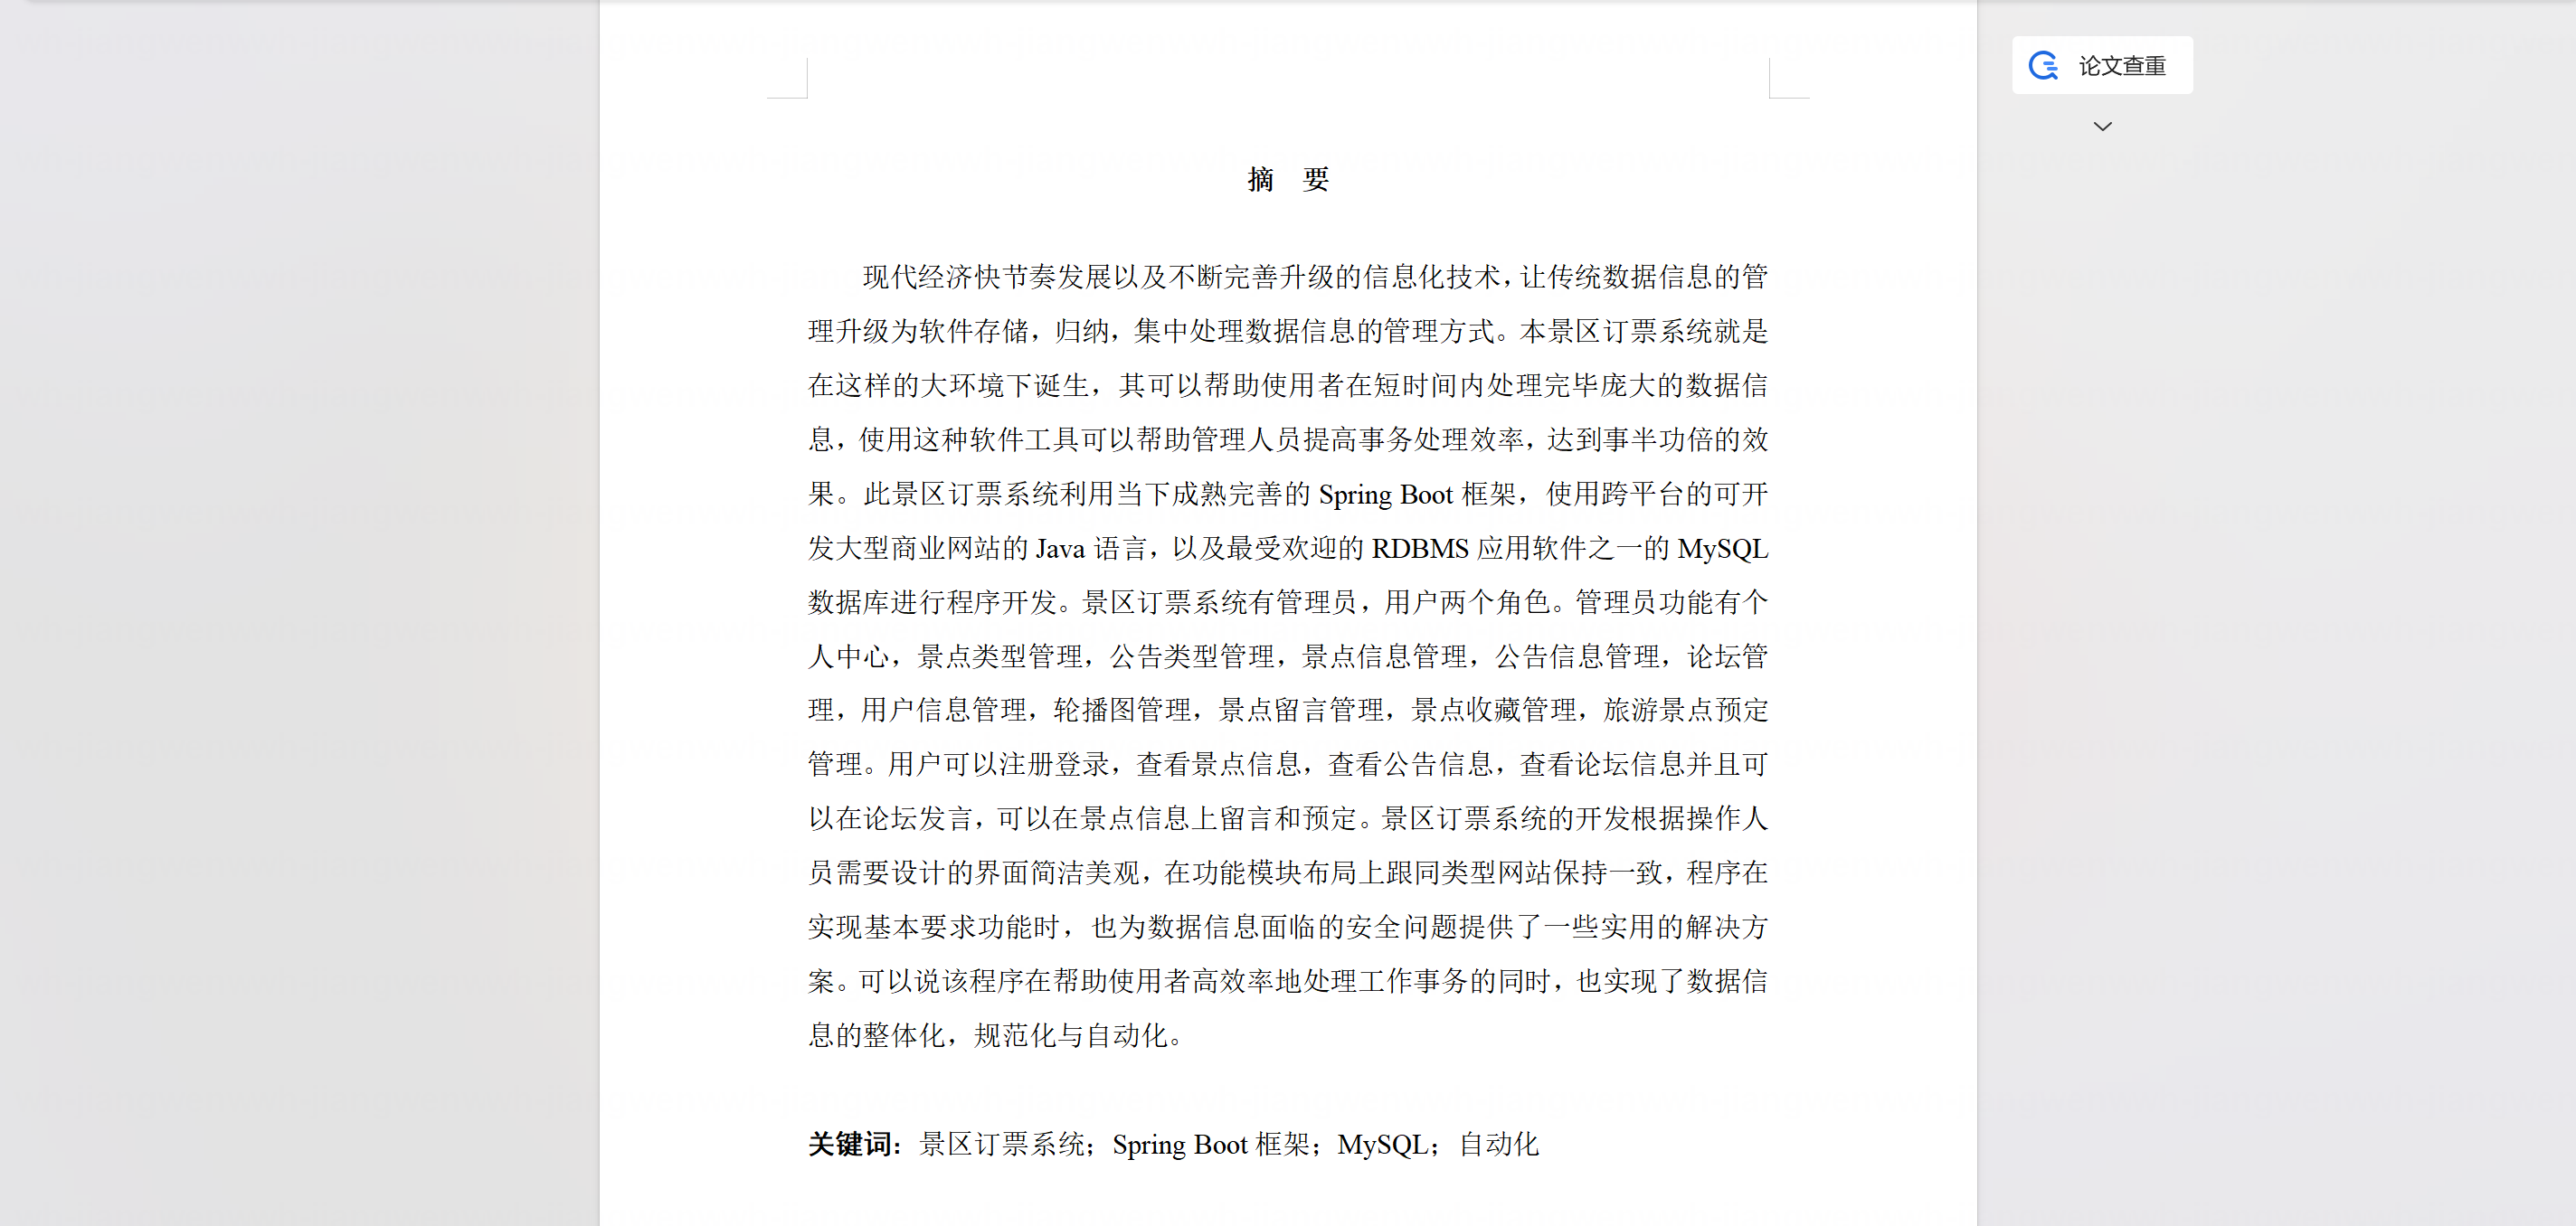 论文查重
摘 要
现代经济快节奏发展以及不断完善升级的信息化技术，让传统数据信息的管
理升级为软件存储，归纳，集中处理数据信息的管理方式。本景区订票系统就是
在这样的大环境下诞生，其可以帮助使用者在短时间内处理完毕庞大的数据信
息，使用这种软件工具可以帮助管理人员提高事务处理效率，达到事半功倍的效
果。此景区订票系统利用当下成熟完善的 Spring Boot 框架，使用跨平台的可开
发大型商业网站的 Java 语言，以及最受欢迎的 RDBMS 应用软件之一的 MySQL
数据库进行程序开发。景区订票系统有管理员，用户两个角色。管理员功能有个
人中心，景点类型管理，公告类型管理，景点信息管理，公告信息管理，论坛管
理，用户信息管理，轮播图管理，景点留言管理，景点收藏管理，旅游景点预定
管理。用户可以注册登录，查看景点信息，查看公告信息，查看论坛信息并且可
以在论坛发言，可以在景点信息上留言和预定。景区订票系统的开发根据操作人
员需要设计的界面简洁美观，在功能模块布局上跟同类型网站保持一致，程序在
实现基本要求功能时，也为数据信息面临的安全问题提供了一些实用的解决方
案。可以说该程序在帮助使用者高效率地处理工作事务的同时，也实现了数据信
息的整体化，规范化与自动化。
关键词：景区订票系统；Spring Boot 框架；MySQL；自动化